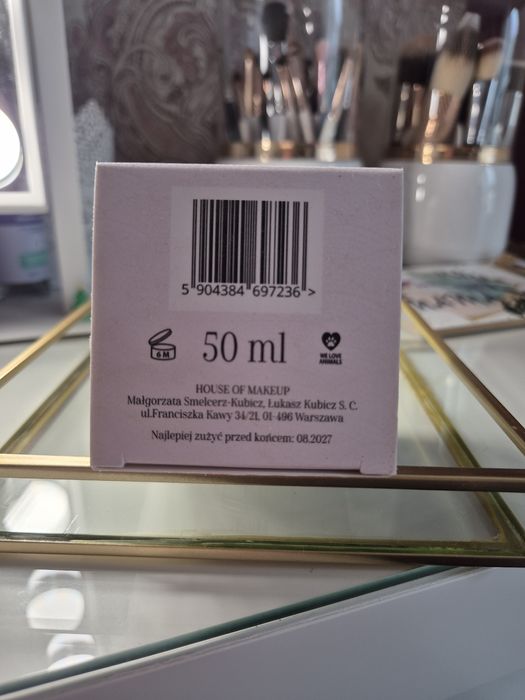 5 904384 697236 >
6 M
50 ml
WE LOVE
ANIMALS
HOUSE OF MAKEUP
Małgorzata Smelcerz-Kubicz, Łukasz Kubicz S. C.
ul.Franciszka Kawy 34/21, 01-496 Warszawa
Najlepiej zużyć przed końcem: 08.2027